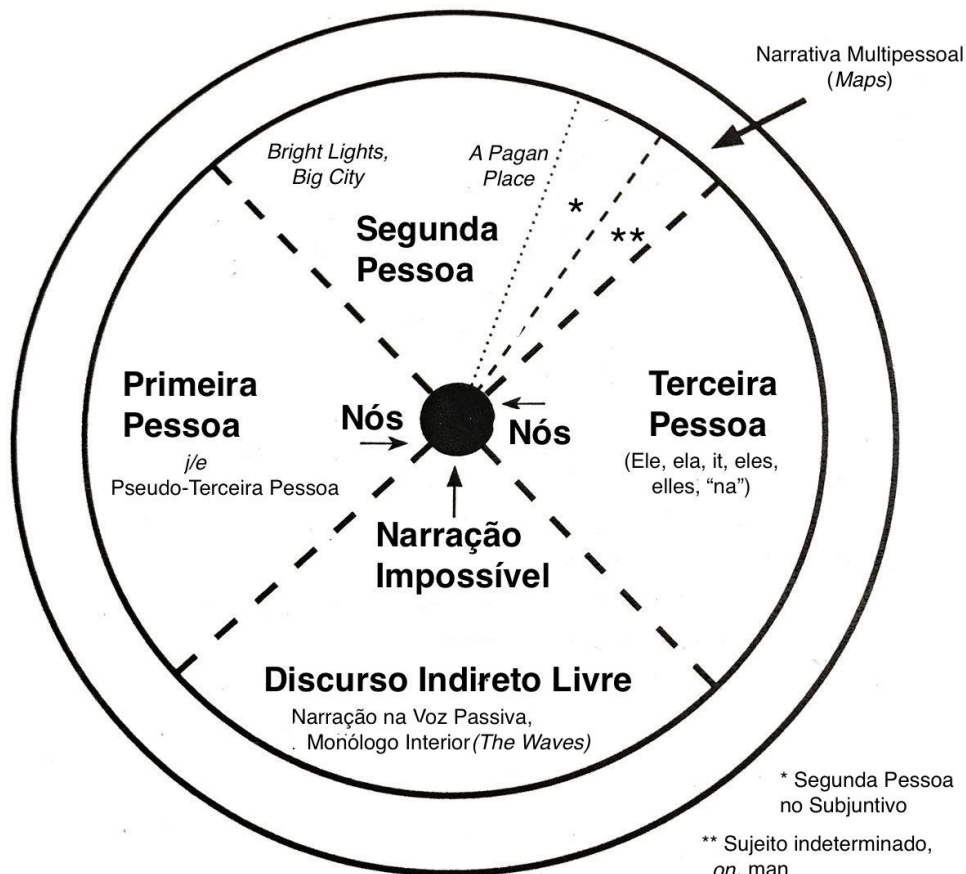 Narrativa Multipessoal
(Maps)
Bright Lights,
Big City
A Pagan
Place
*
**
Segunda
Pessoa
Primeira
Pessoa
j/e
Pseudo-Terceira Pessoa
Nós
Nós
Terceira
Pessoa
(Ele, ela, it, eles,
elles, “na”)
Narração
Impossível
Discurso Indireto Livre
Narração na Voz Passiva,
Monólogo Interior (The Waves)
* Segunda Pessoa
no Subjuntivo
** Sujeito indeterminado,
on, man